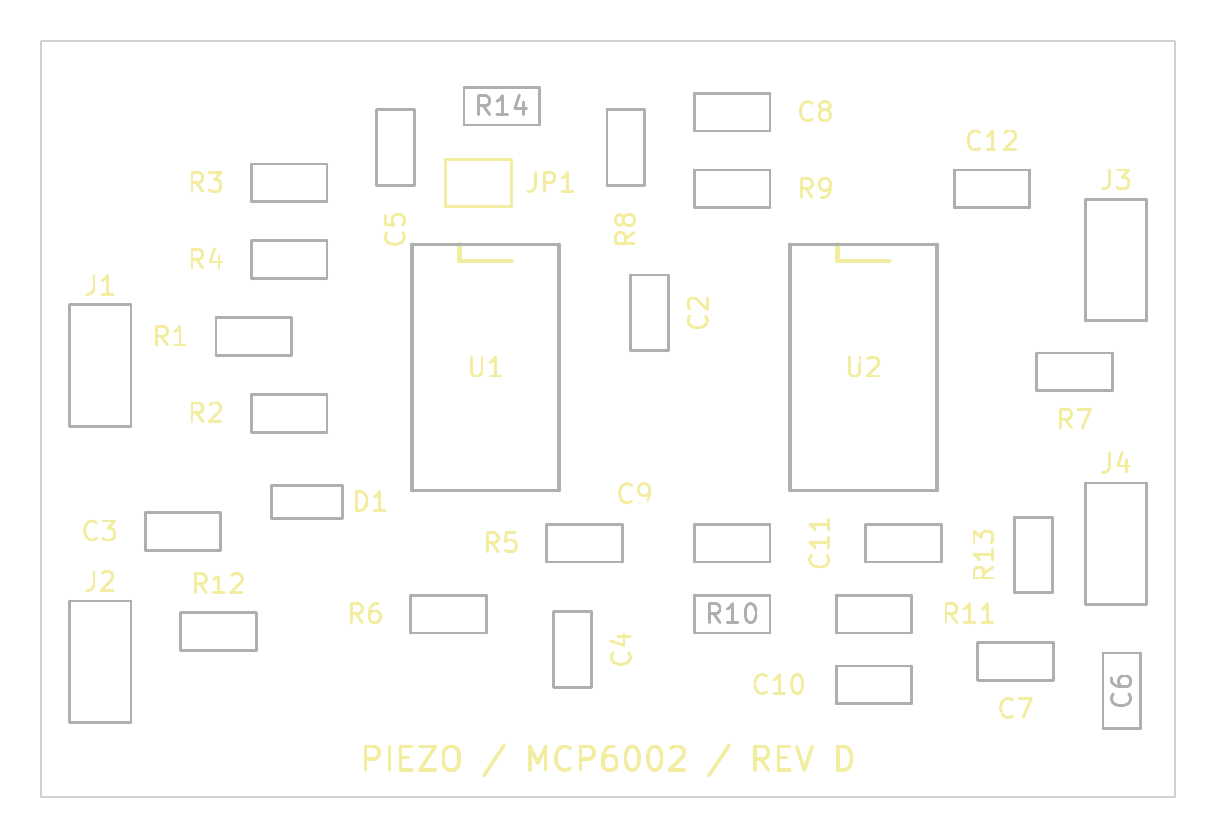 R14
C8
C12
R3
JP1
R9
J3
C5
R8
R4
J1
C2
R1
U1
U2
R2
R7
J4
C9
D1
C3
R5
C11
R13
J2
R12
R6
R10
R11
C4
C10
C6
C7
PIEZO / MCP6002 / REV D